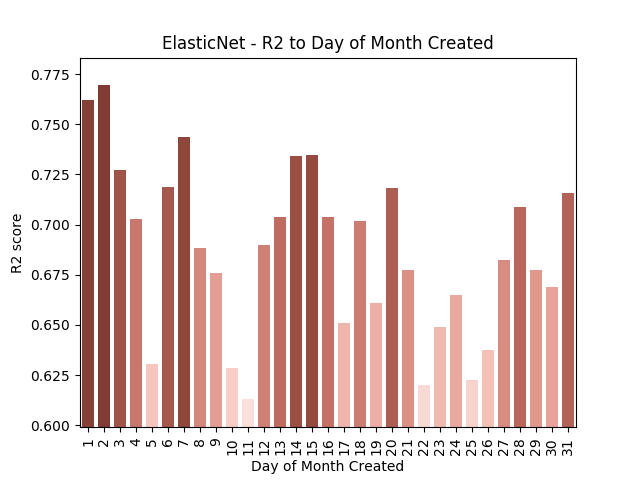 ElasticNet - R2 to Day of Month Created
R2 score
0.775
0.750
0.725
0.700
0.675
0.650
0.625
0.600
1 2 3 4 5 6 7 8 9 10 11 12 13 14 15 16 17 18 19 20 21 22 23 24 25 26 27 28 29 30 31
Day of Month Created